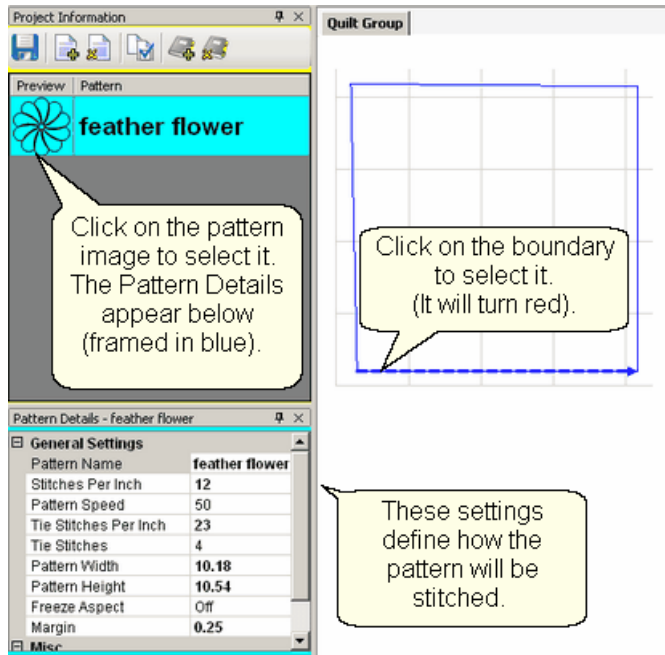 Project Information
Quilt Group
Preview Pattern
feather flower
Click on the pattern
image to select it.
The Pattern Details
appear below
(framed in blue).
Click on the boundary
to select it.
(It will turn red).
Pattern Details - feather flower
General Settings
Pattern Name feather flower
Stitches Per Inch 12
Pattern Speed 50
Tie Stitches Per Inch 23
Tie Stitches 4
Pattern Width 10.18
Pattern Height 10.54
Freeze Aspect Off
Margin 0.25
Misc
These settings
define how the
pattern will be
stitched.